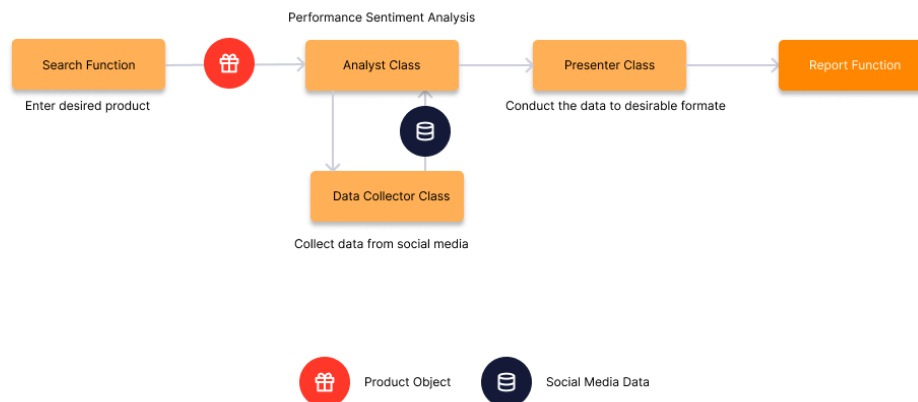 Performance Sentiment Analysis
Search Function
Analyst Class
Presenter Class
Report Function
Enter desired product
Conduct the data to desirable formate
Data Collector Class
Collect data from social media
Product Object
Social Media Data